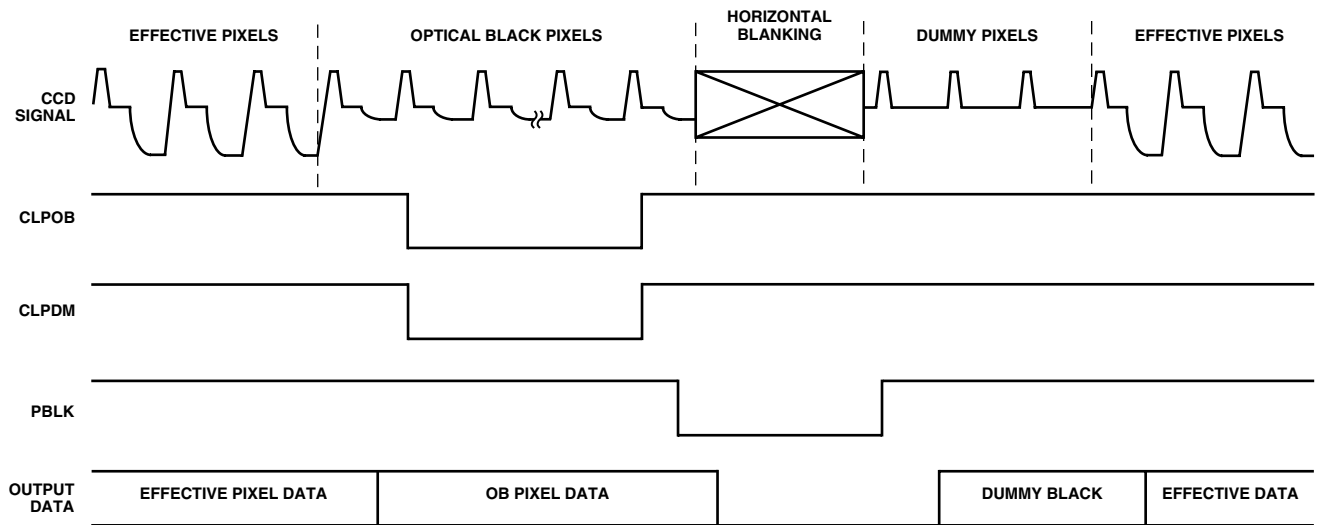 HORIZONTAL
BLANKING
EFFECTIVE PIXELS
OPTICAL BLACK PIXELS
DUMMY PIXELS
EFFECTIVE PIXELS
CCD
SIGNAL
CLPOB
CLPDM
PBLK
OUTPUT
DATA
EFFECTIVE PIXEL DATA
OB PIXEL DATA
DUMMY BLACK
EFFECTIVE DATA